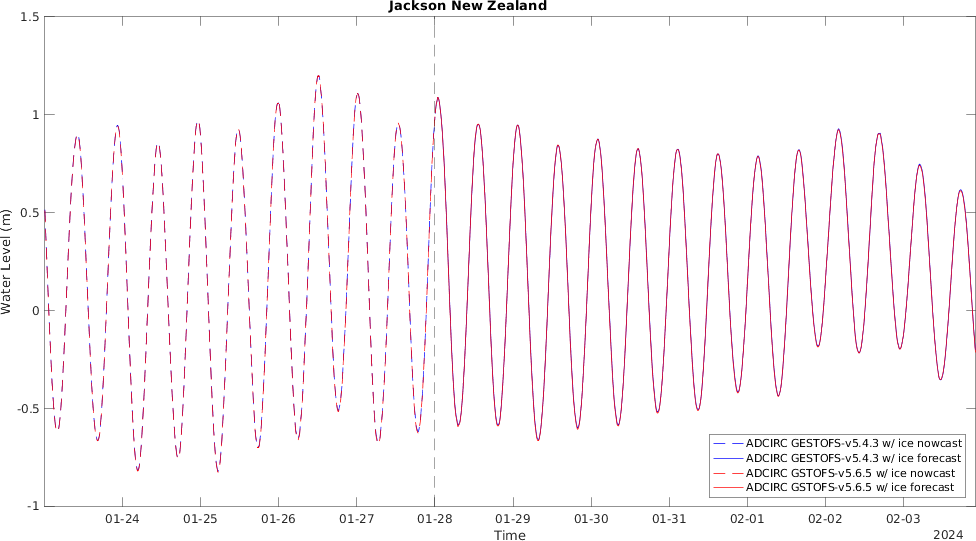 Jackson New Zealand
1.5
1
0.5
0
-0.5
-1
Water Level (m)
01-24 01-25 01-26 01-27 01-28 01-29 01-30 01-31 02-01 02-02 02-03
Time
2024
ADCIRC GESTOFS-v5.4.3 w/ ice nowcast
ADCIRC GESTOFS-v5.4.3 w/ ice forecast
ADCIRC GSTOFS-v5.6.5 w/ ice nowcast
ADCIRC GSTOFS-v5.6.5 w/ ice forecast